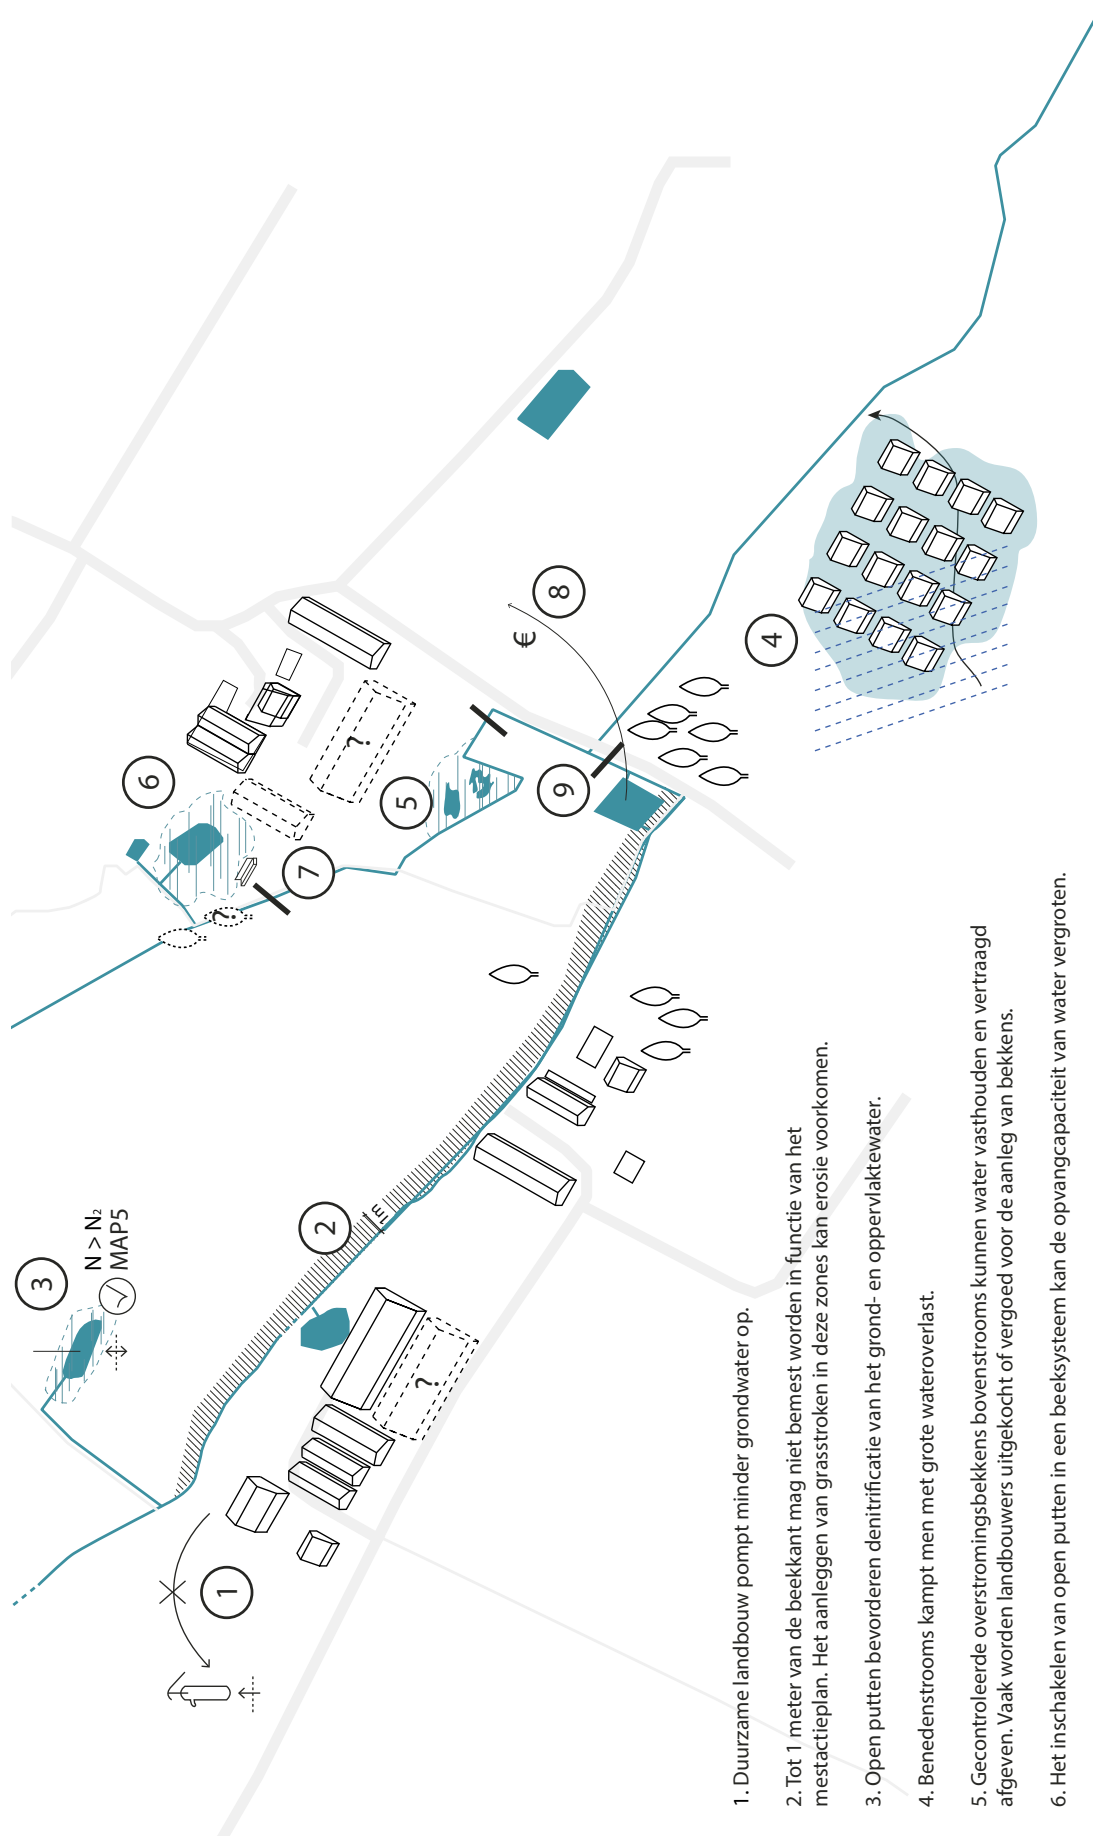 3
N > N₂
MAP5
6
?
7
?
5
2
1m
?
1
8
€
9
4
1. Duurzame landbouw pompt minder grondwater op.
2. Tot 1 meter van de beekkant mag niet bemest worden in functie van het
mestactieplan. Het aanleggen van grasstroken in deze zones kan erosie voorkomen.
3. Open putten bevorderen denitrificatie van het grond- en oppervlaktewater.
4. Benedenstrooms kampt men met grote wateroverlast.
5. Gecontroleerde overstromingsbekkens bovenstrooms kunnen water vasthouden en vertraagd
afgeven. Vaak worden landbouwers uitgekocht of vergoed voor de aanleg van bekkens.
6. Het inschakelen van open putten in een beeksysteem kan de opvangcapaciteit van water vergroten.